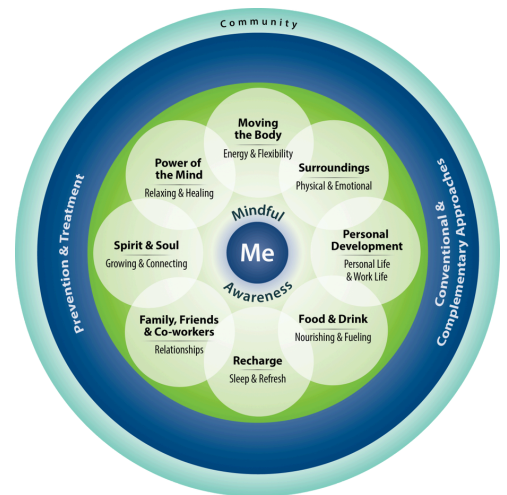 Community
Moving
the Body
Energy & Flexibility
Surroundings
Physical & Emotional
Personal
Development
Personal Life
& Work Life
Food & Drink
Nourishing & Fueling
Recharge
Sleep & Refresh
Family, Friends
& Co-workers
Relationships
Spirit & Soul
Growing & Connecting
Power of
the Mind
Relaxing & Healing
Mindful
Me
Awareness
Prevention & Treatment
Conventional &
Complementary Approaches